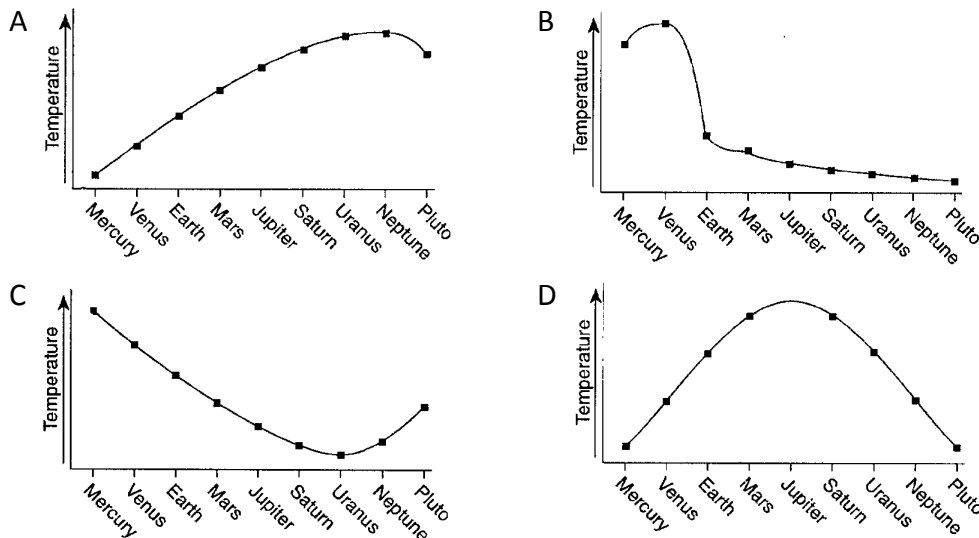 A
Temperature
Mercury
Venus
Earth
Mars
Jupiter
Saturn
Uranus
Neptune
Pluto
B
Temperature
Mercury
Venus
Earth
Mars
Jupiter
Saturn
Uranus
Neptune
Pluto
C
Temperature
Mercury
Venus
Earth
Mars
Jupiter
Saturn
Uranus
Neptune
Pluto
D
Temperature
Mercury
Venus
Earth
Mars
Jupiter
Saturn
Uranus
Neptune
Pluto